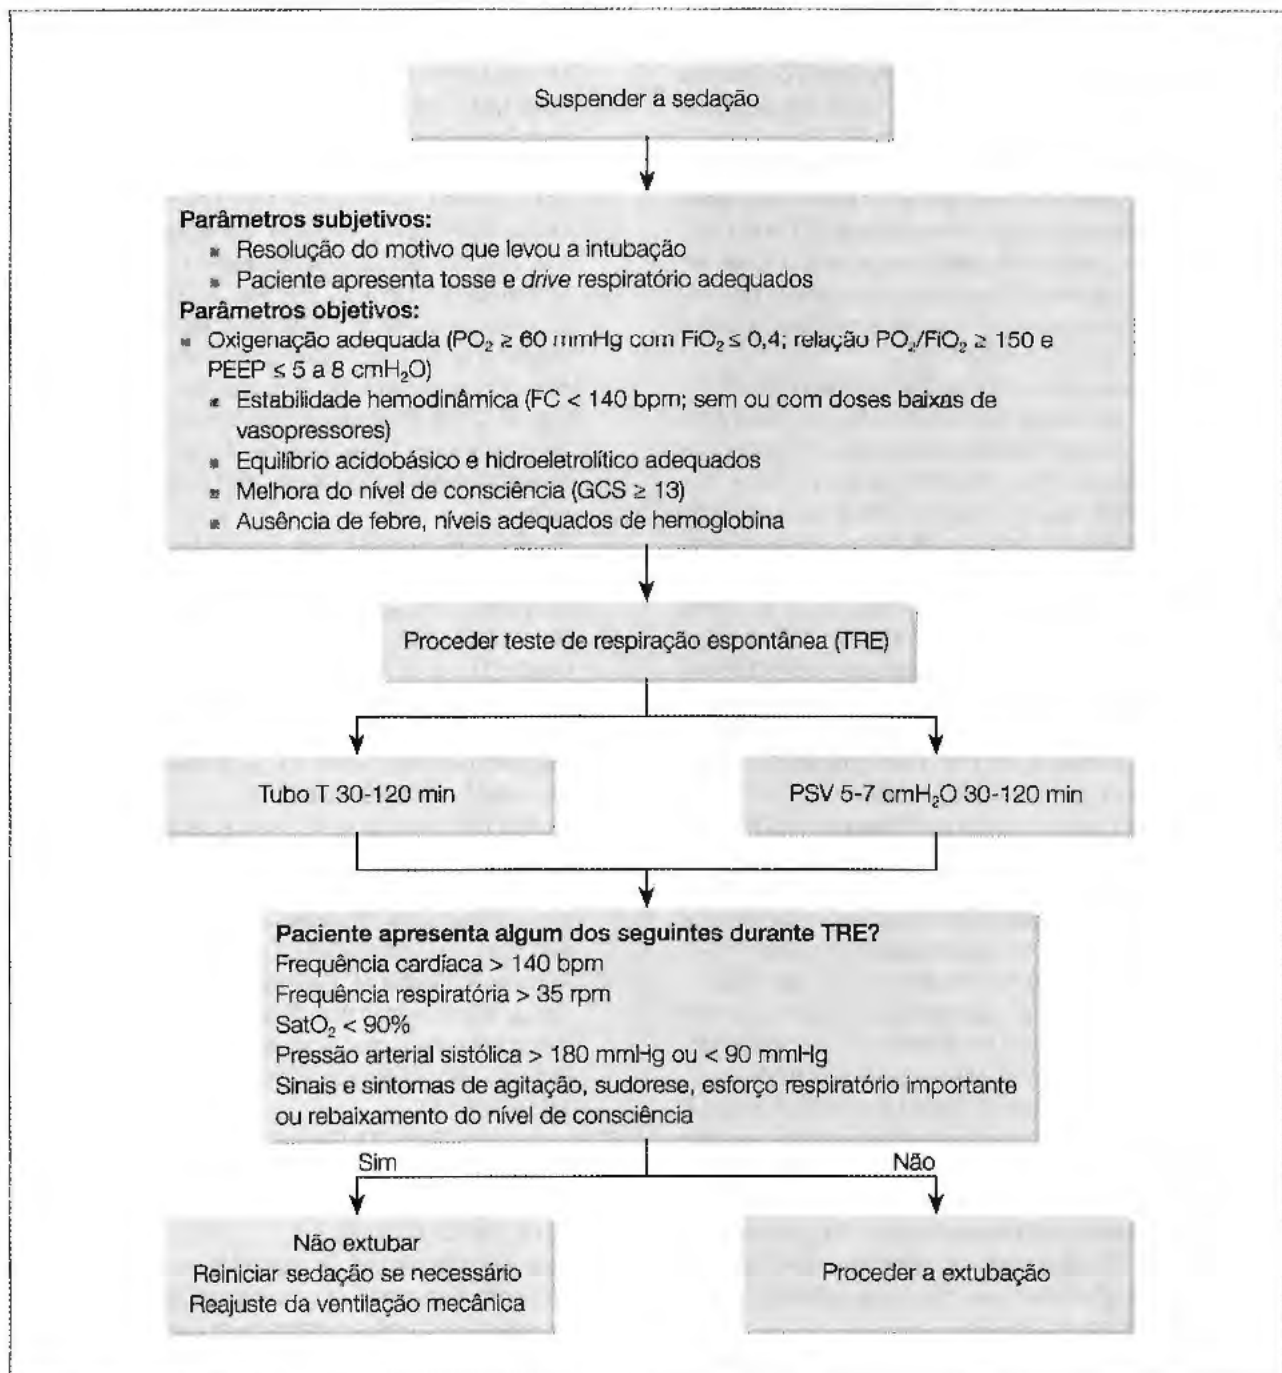 Suspender a sedação
Parâmetros subjetivos:
▪ Resolução do motivo que levou a intubação
▪ Paciente apresenta tosse e drive respiratório adequados
Parâmetros objetivos:
▪ Oxigenação adequada (PO₂ ≥ 60 mmHg com FiO₂ ≤ 0,4; relação PO₂/FiO₂ ≥ 150 e
PEEP ≤ 5 a 8 cmH₂O)
▪ Estabilidade hemodinâmica (FC < 140 bpm; sem ou com doses baixas de
vasopressores)
▪ Equilíbrio acidobásico e hidroeletrolítico adequados
▪ Melhora do nível de consciência (GCS ≥ 13)
▪ Ausência de febre, níveis adequados de hemoglobina
Proceder teste de respiração espontânea (TRE)
Tubo T 30-120 min
PSV 5-7 cmH₂O 30-120 min
Paciente apresenta algum dos seguintes durante TRE?
Frequência cardíaca > 140 bpm
Frequência respiratória > 35 rpm
SatO₂ < 90%
Pressão arterial sistólica > 180 mmHg ou < 90 mmHg
Sinais e sintomas de agitação, sudorese, esforço respiratório importante
ou rebaixamento do nível de consciência
Sim
Não
Não extubar
Reiniciar sedação se necessário
Reajuste da ventilação mecânica
Proceder a extubação